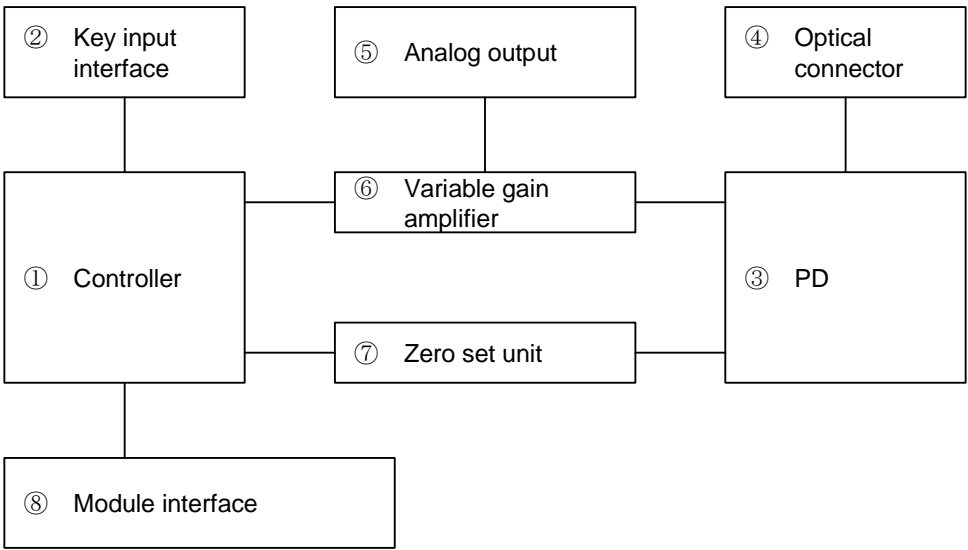 ② Key input
interface
⑤ Analog output
④ Optical
connector
⑥ Variable gain
amplifier
① Controller
③ PD
⑦ Zero set unit
⑧ Module interface